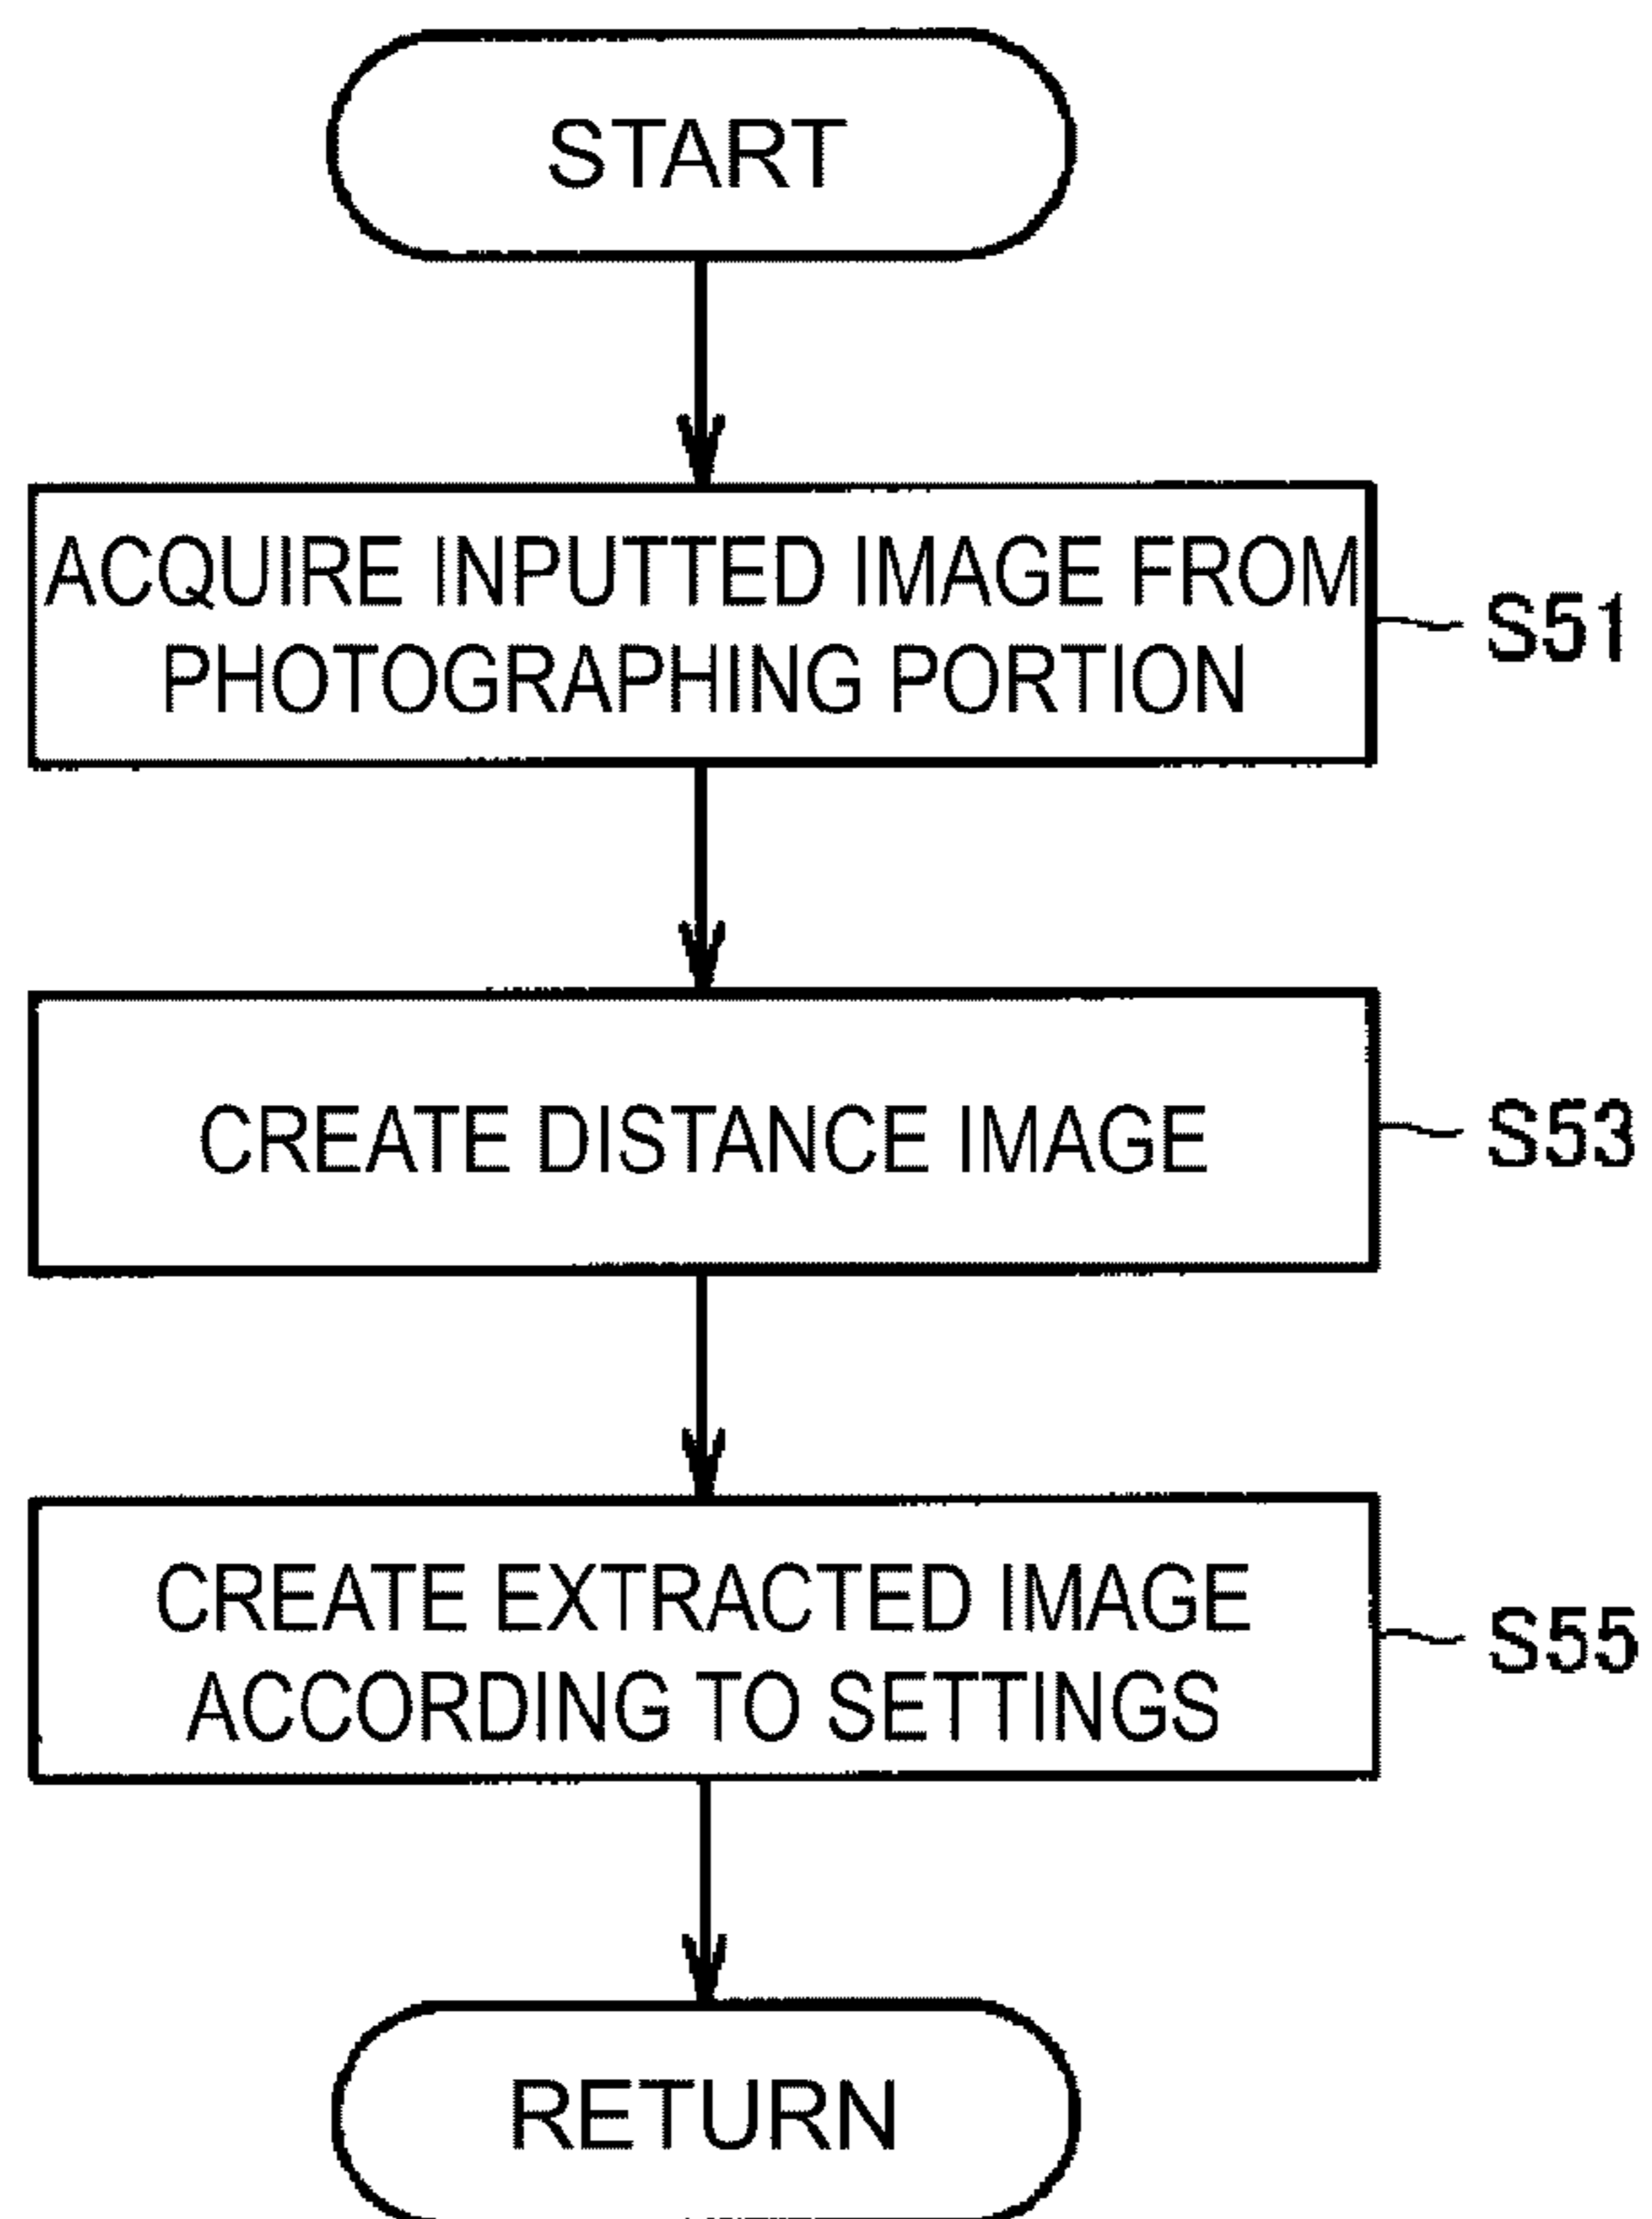 START
ACQUIRE INPUTTED IMAGE FROM
PHOTOGRAPHING PORTION
S51
CREATE DISTANCE IMAGE
S53
CREATE EXTRACTED IMAGE
ACCORDING TO SETTINGS
S55
RETURN